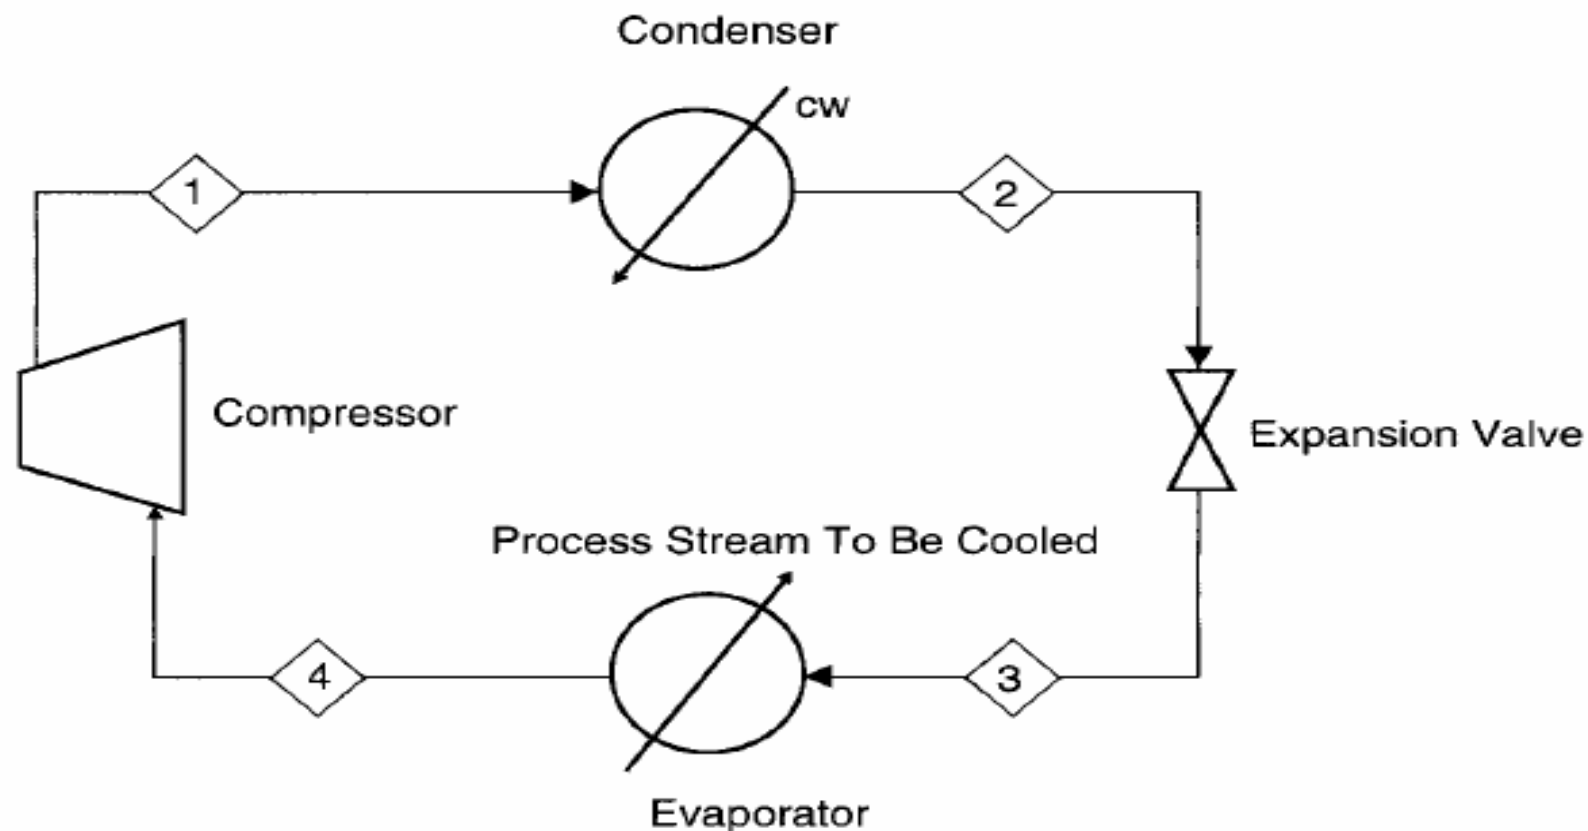 Condenser
cw
1
2
Compressor
Expansion Valve
Process Stream To Be Cooled
4
3
Evaporator